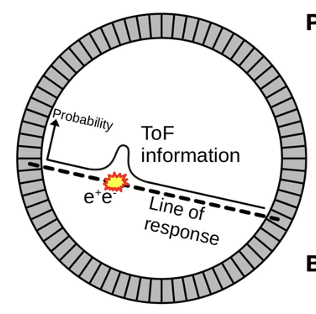 P
Probability
ToF
information
e⁺e⁻
Line of
response
B